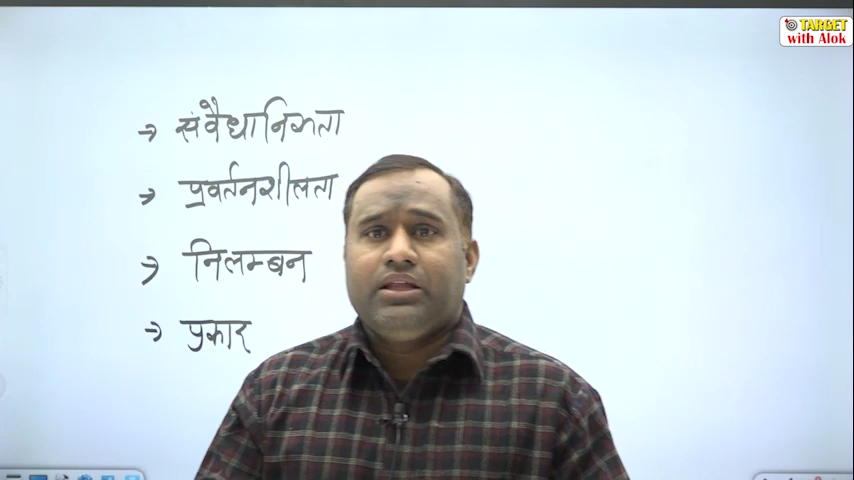 TARGET
with Alok
→ संवैधानिकता
→ प्रवर्तनशीलता
→ निलम्बन
→ प्रकार